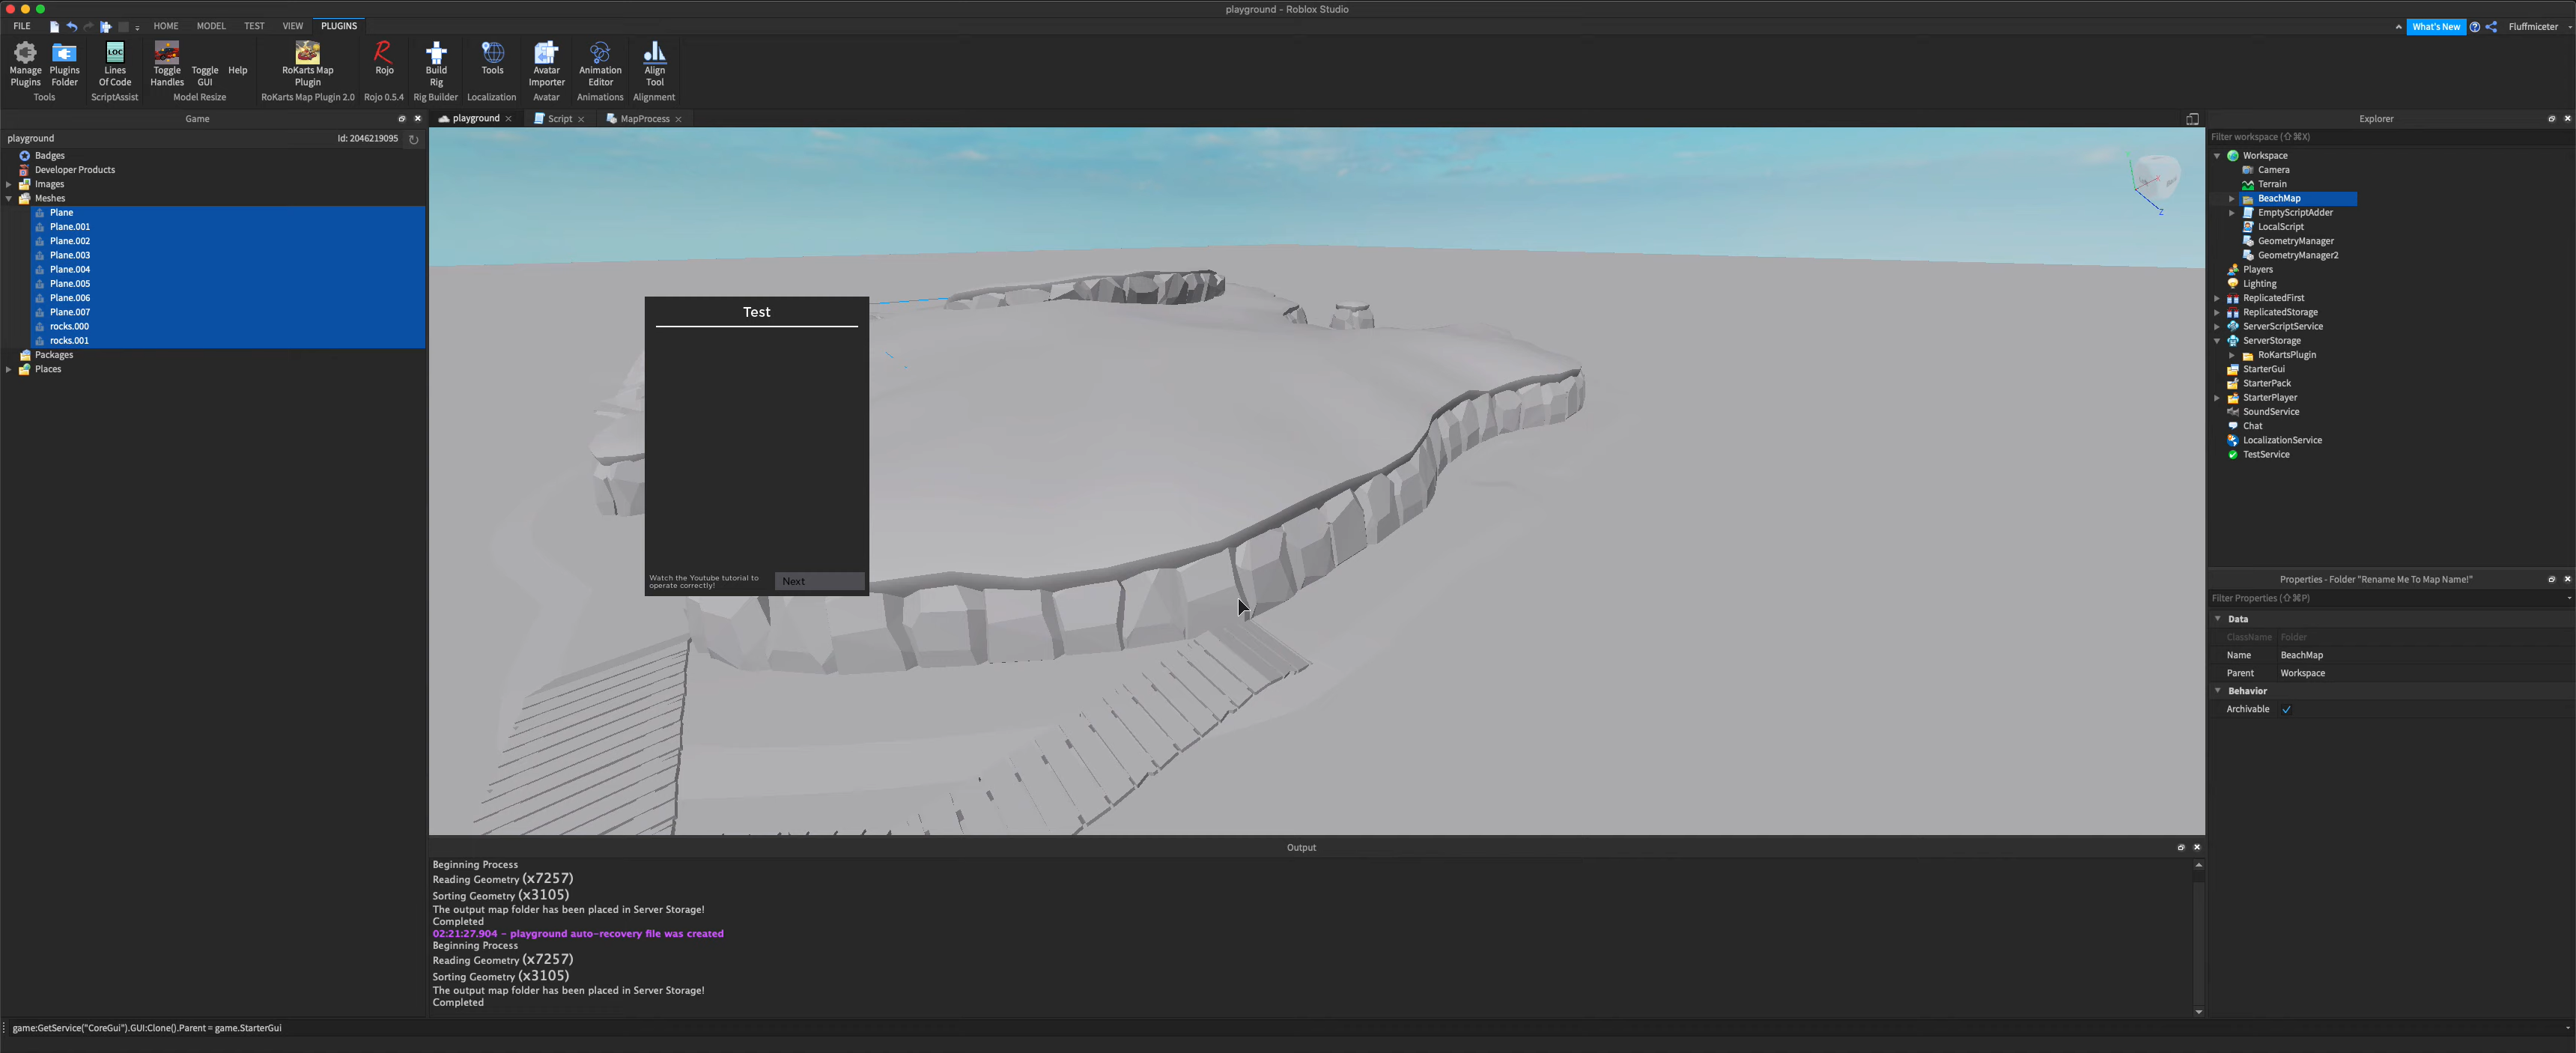 playground - Roblox Studio
FILE HOME MODEL TEST VIEW PLUGINS
What's New Fluffmiceter
Manage Plugins
Plugins Folder
Tools
Lines Of Code
ScriptAssist
Toggle Handles
Toggle GUI
Help
Model Resize
RoKarts Map Plugin
RoKarts Map Plugin 2.0
Rojo
Rojo 0.5.4
Build Rig
Rig Builder
Tools
Localization
Avatar Importer
Avatar
Animation Editor
Animations
Align Tool
Alignment
Game
playground Id: 2046219095
Badges
Developer Products
Images
Meshes
Plane
Plane.001
Plane.002
Plane.003
Plane.004
Plane.005
Plane.006
Plane.007
rocks.000
rocks.001
Packages
Places
playground Script MapProcess
Test
Watch the Youtube tutorial to
operate correctly!
Next
Z
Output
Beginning Process
Reading Geometry (x7257)
Sorting Geometry (x3105)
The output map folder has been placed in Server Storage!
Completed
02:21:27.904 - playground auto-recovery file was created
Beginning Process
Reading Geometry (x7257)
Sorting Geometry (x3105)
The output map folder has been placed in Server Storage!
Completed
game:GetService("CoreGui").GUI:Clone().Parent = game.StarterGui
Explorer
Filter workspace (⇧⌘X)
Workspace
Camera
Terrain
BeachMap
EmptyScriptAdder
LocalScript
GeometryManager
GeometryManager2
Players
Lighting
ReplicatedFirst
ReplicatedStorage
ServerScriptService
ServerStorage
RoKartsPlugin
StarterGui
StarterPack
StarterPlayer
SoundService
Chat
LocalizationService
TestService
Properties - Folder "Rename Me To Map Name!"
Filter Properties (⇧⌘P)
Data
ClassName Folder
Name BeachMap
Parent Workspace
Behavior
Archivable